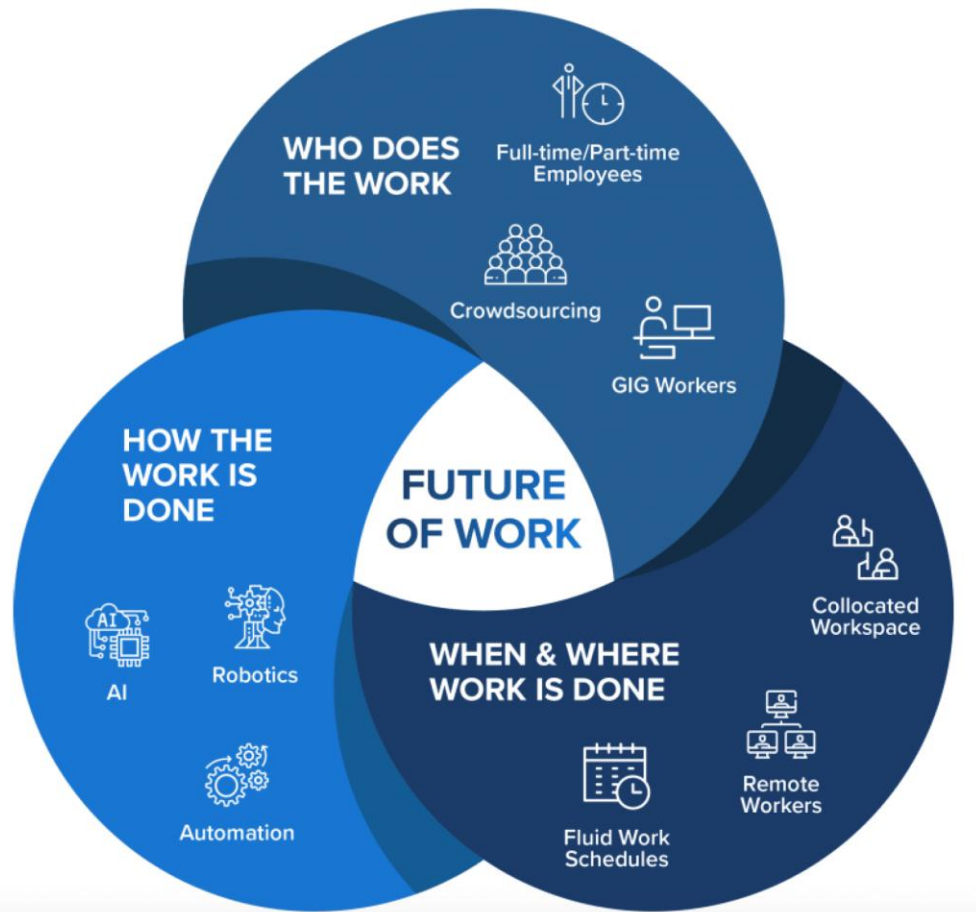 WHO DOES
THE WORK
Full-time/Part-time
Employees
Crowdsourcing
GIG Workers
HOW THE
WORK IS
DONE
AI
AI
Robotics
Automation
FUTURE
OF WORK
WHEN & WHERE
WORK IS DONE
Collocated
Workspace
Remote
Workers
Fluid Work
Schedules